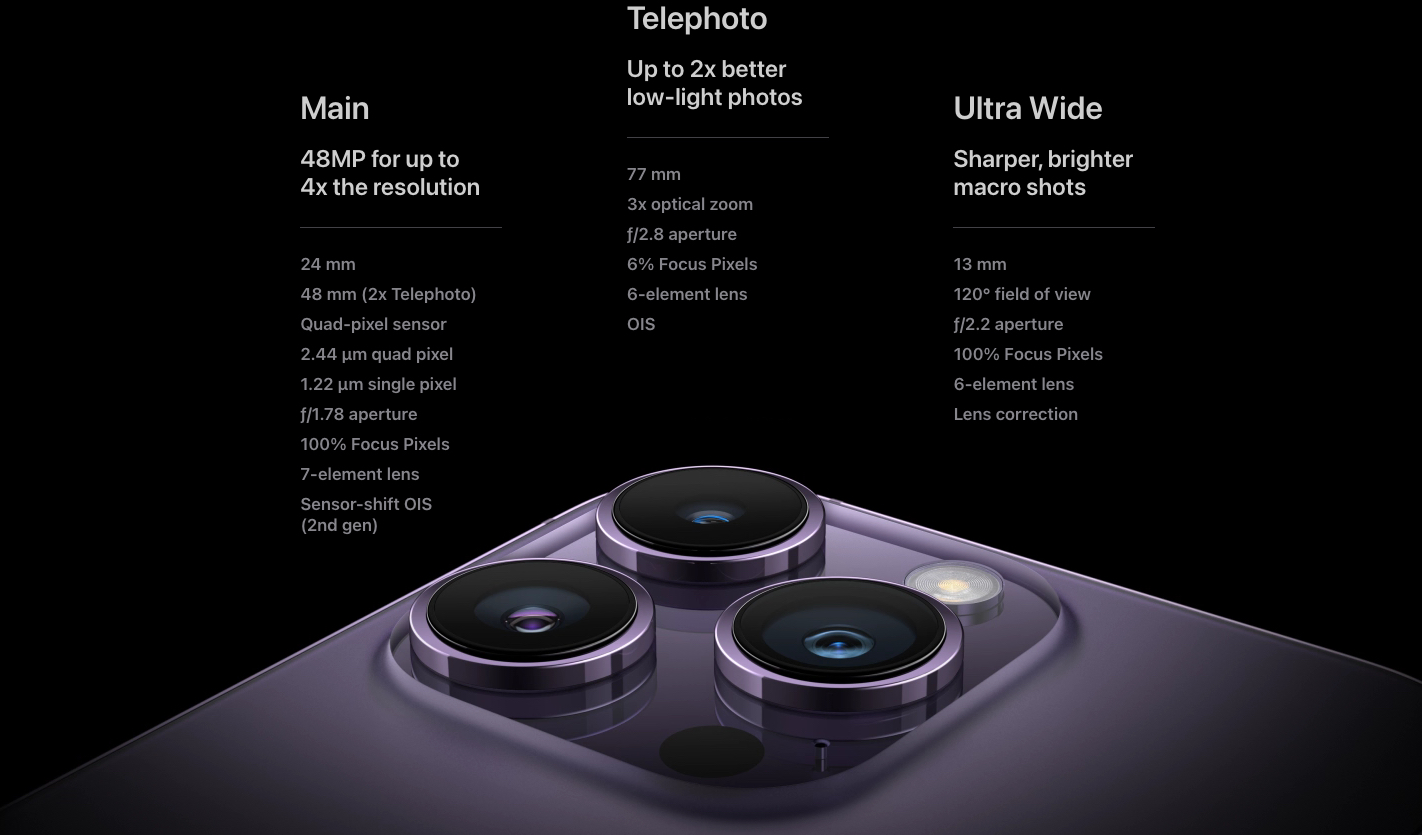 Main
48MP for up to
4x the resolution
24 mm
48 mm (2x Telephoto)
Quad-pixel sensor
2.44 µm quad pixel
1.22 µm single pixel
ƒ/1.78 aperture
100% Focus Pixels
7-element lens
Sensor-shift OIS
(2nd gen)
Telephoto
Up to 2x better
low-light photos
77 mm
3x optical zoom
ƒ/2.8 aperture
6% Focus Pixels
6-element lens
OIS
Ultra Wide
Sharper, brighter
macro shots
13 mm
120° field of view
ƒ/2.2 aperture
100% Focus Pixels
6-element lens
Lens correction